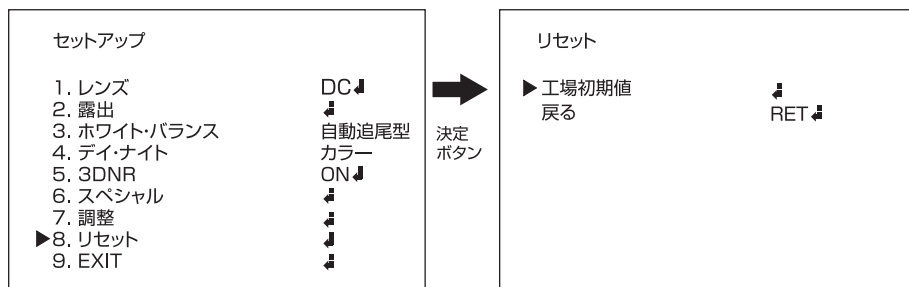 セットアップ
1. レンズ DC↲
2. 露出 ↲
3. ホワイト・バランス 自動追尾型
4. デイ・ナイト カラー
5. 3DNR ON↲
6. スペシャル ↲
7. 調整 ↲
▶8. リセット ↲
9. EXIT ↲
決定
ボタン
リセット
▶工場初期値 ↲
戻る RET↲